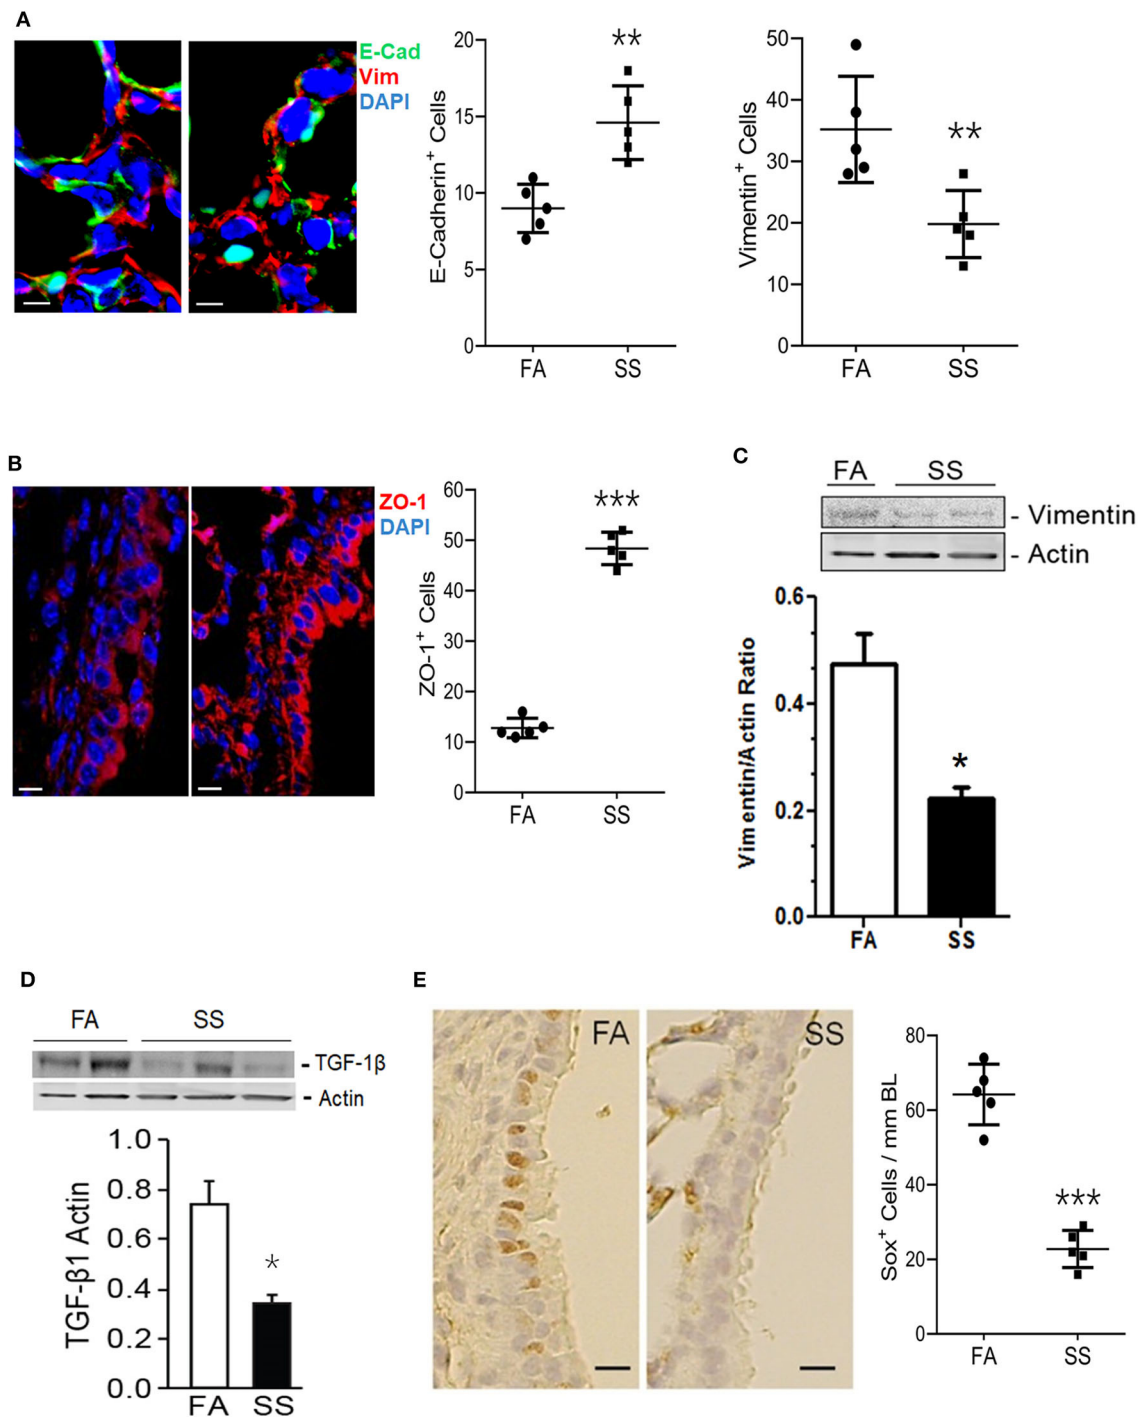 A
E-Cad
Vim
DAPI
E-Cadherin+ Cells
20
15
10
5
0
**
FA
SS
Vimentin+ Cells
50
40
30
20
10
0
**
FA
SS
B
ZO-1
DAPI
ZO-1+ Cells
60
50
40
30
20
10
0
***
FA
SS
C
FA SS
- Vimentin
- Actin
Vimentin/Actin Ratio
0.6
0.4
0.2
0.0
*
FA
SS
D
FA SS
- TGF-1β
- Actin
TGF-β1 Actin
1.0
0.8
0.6
0.4
0.2
0.0
*
FA
SS
E
FA
SS
Sox+ Cells / mm BL
80
60
40
20
0
***
FA
SS